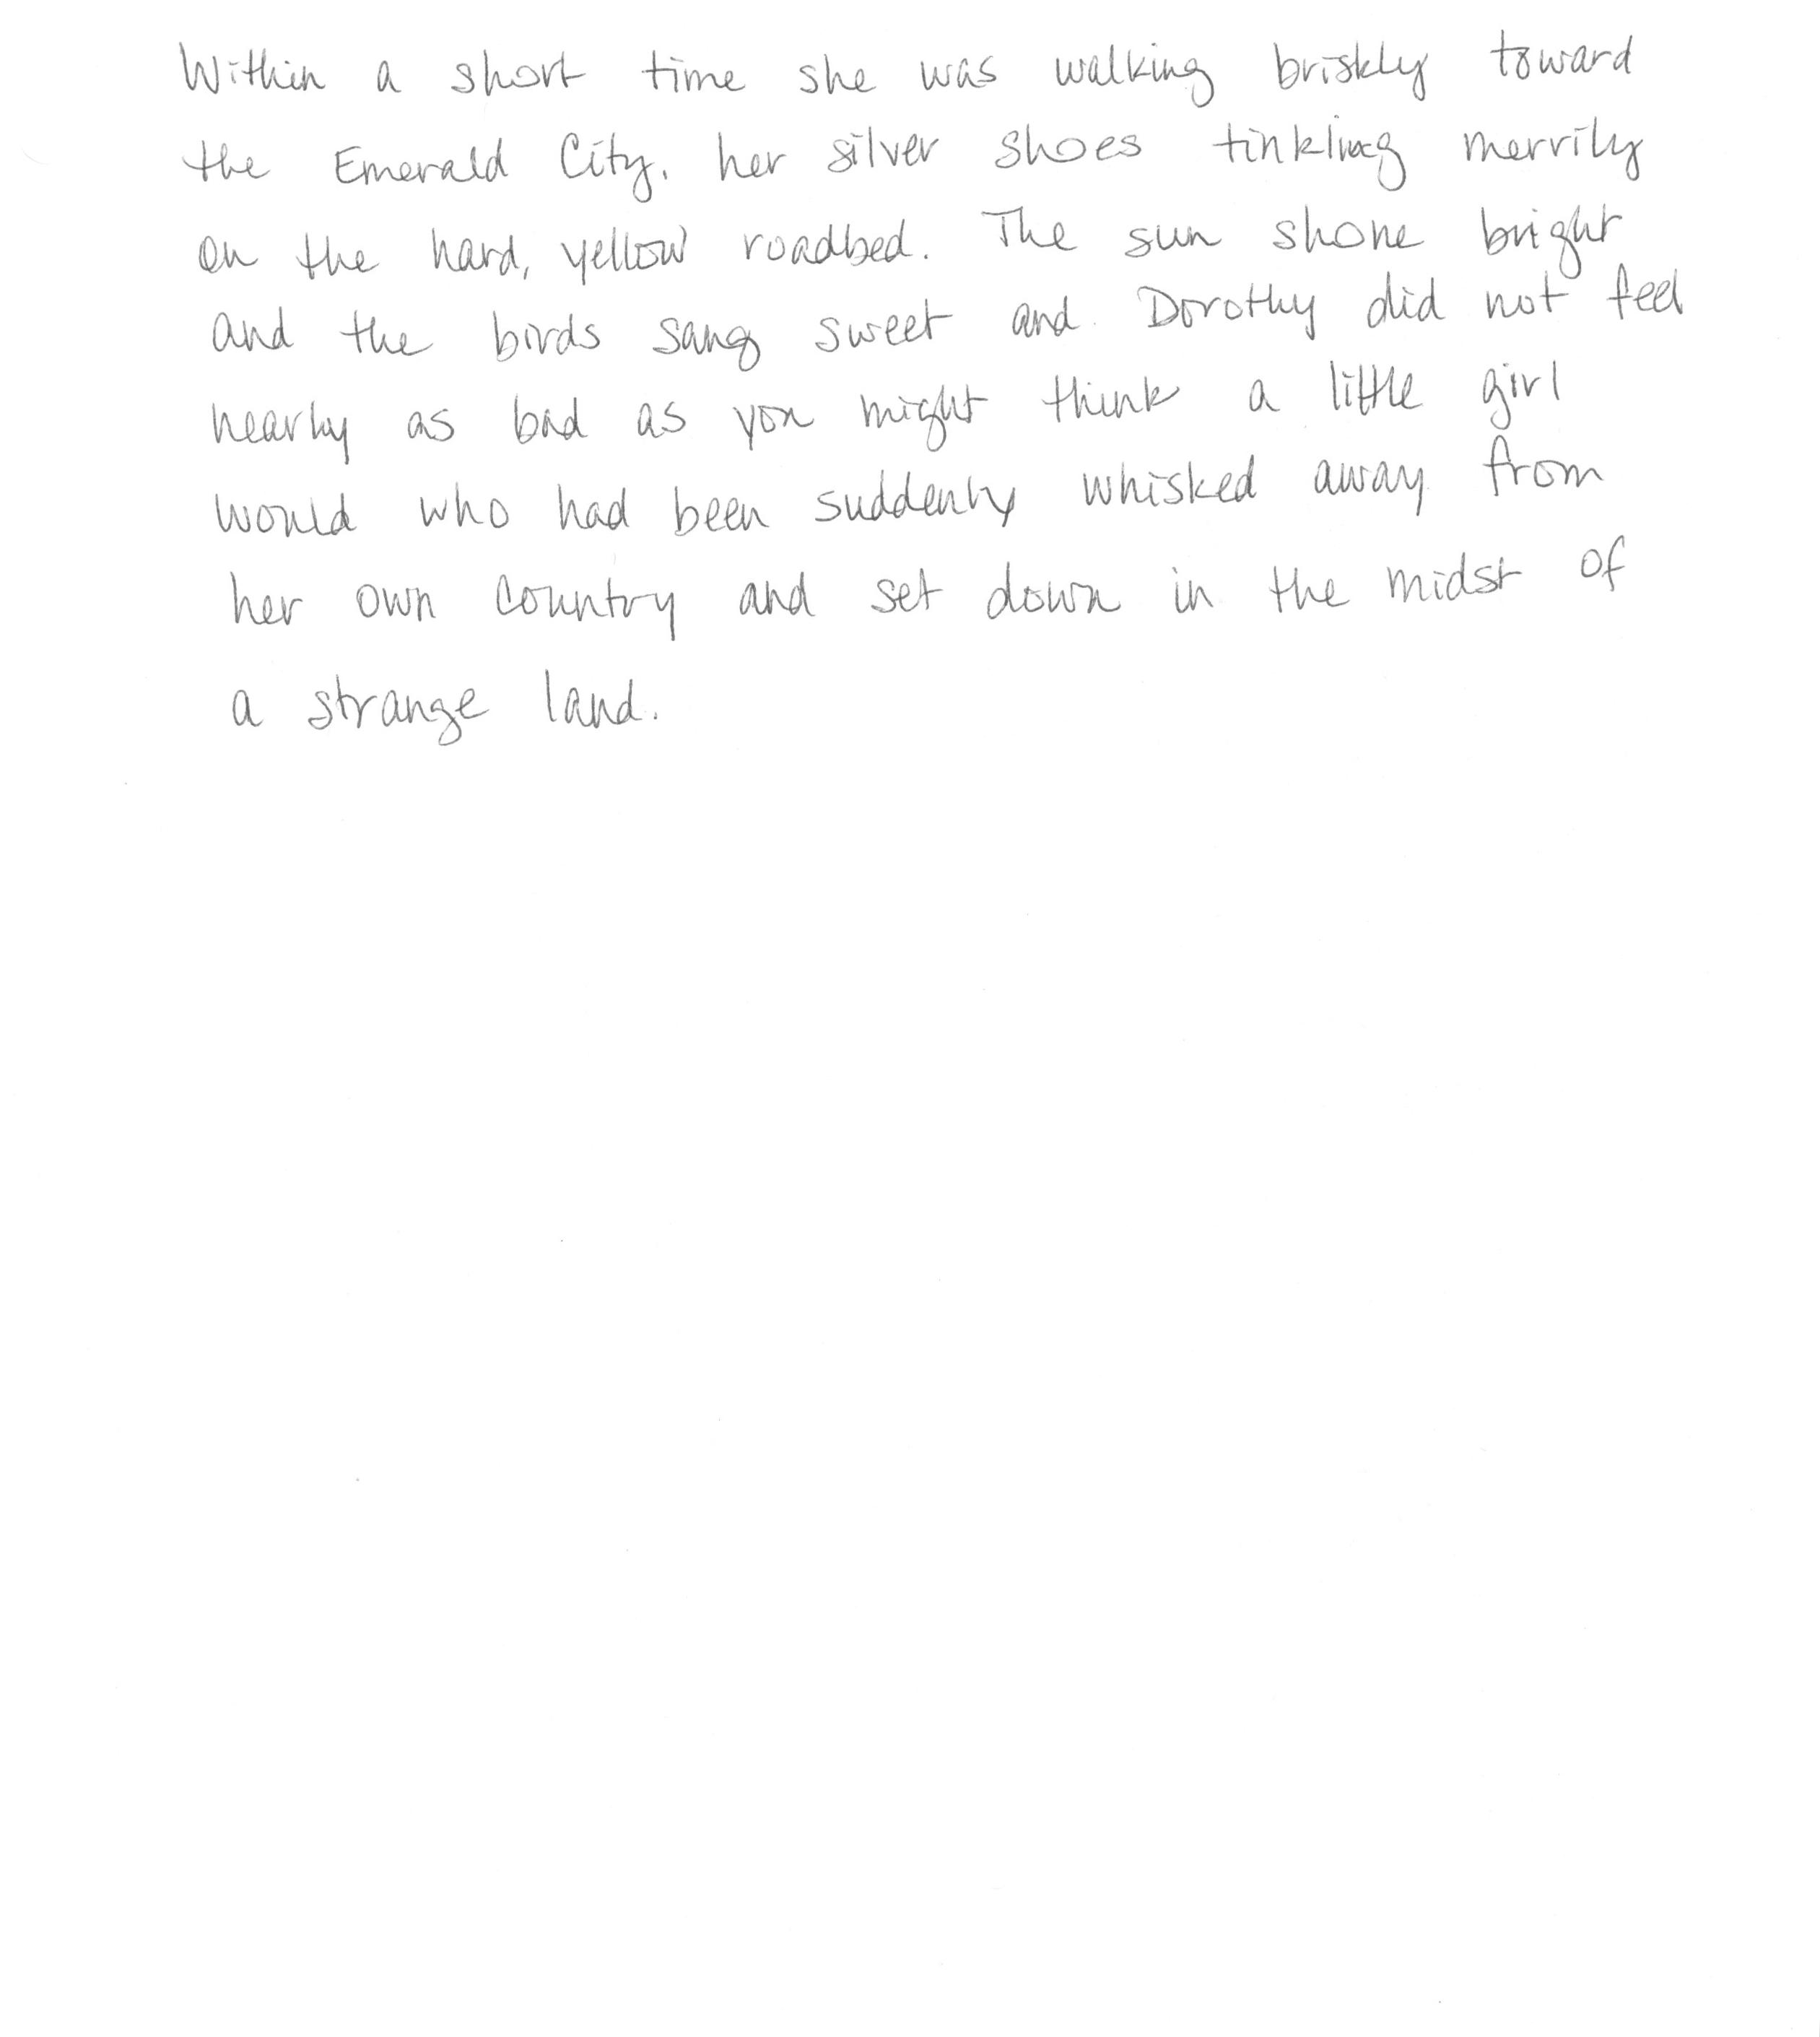 Within a short time she was walking briskly toward
the Emerald City, her silver shoes tinkling merrily
on the hard, yellow roadbed. The sun shone bright
and the birds sang sweet and Dorothy did not feel
nearly as bad as you might think a little girl
would who had been suddenly whisked away from
her own country and set down in the midst of
a strange land.